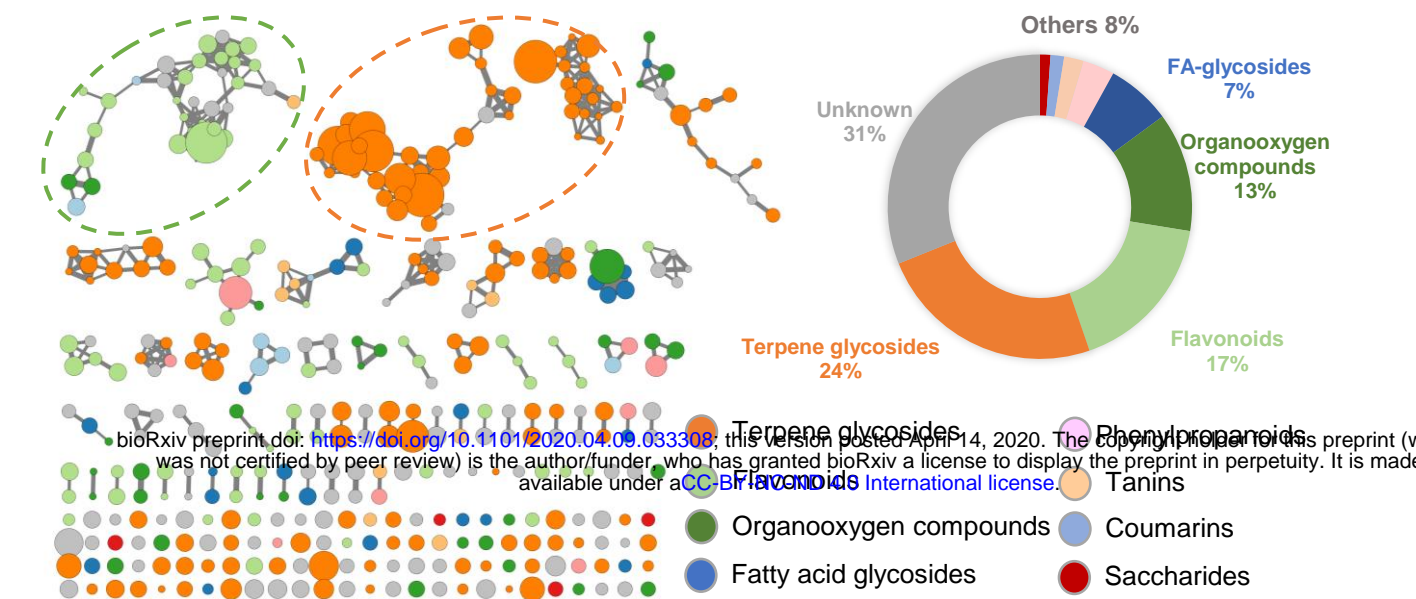 Others 8%
FA-glycosides
7%
Unknown
31%
Organooxygen
compounds
13%
Terpene glycosides
24%
Flavonoids
17%
Terpene glycosides
Phenylpropanoids
bioRxiv preprint doi: https://doi.org/10.1101/2020.04.09.033308; this version posted April 14, 2020. The copyright holder for this preprint (w
was not certified by peer review) is the author/funder, who has granted bioRxiv a license to display the preprint in perpetuity. It is made
available under aCC-BY-NC-ND 4.0 International license.
Flavonoids
Tanins
Organooxygen compounds
Coumarins
Fatty acid glycosides
Saccharides